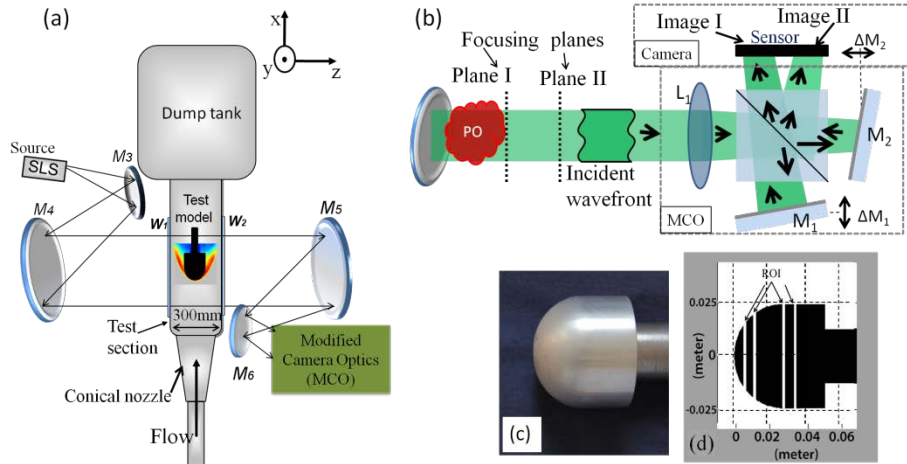 (a)
x
y
z
Dump tank
Source
SLS
M3
M4
Test
model
W1
W2
M5
300mm
Test
section
M6
Modified
Camera Optics
(MCO)
Conical nozzle
Flow
(b)
Image I
Image II
Sensor
Camera
ΔM2
Focusing planes
Plane I
Plane II
L1
PO
Incident
wavefront
M2
MCO
M1
ΔM1
(c)
ROI
0.025
0
-0.025
(meter)
(d)
0 0.02 0.04 0.06
(meter)